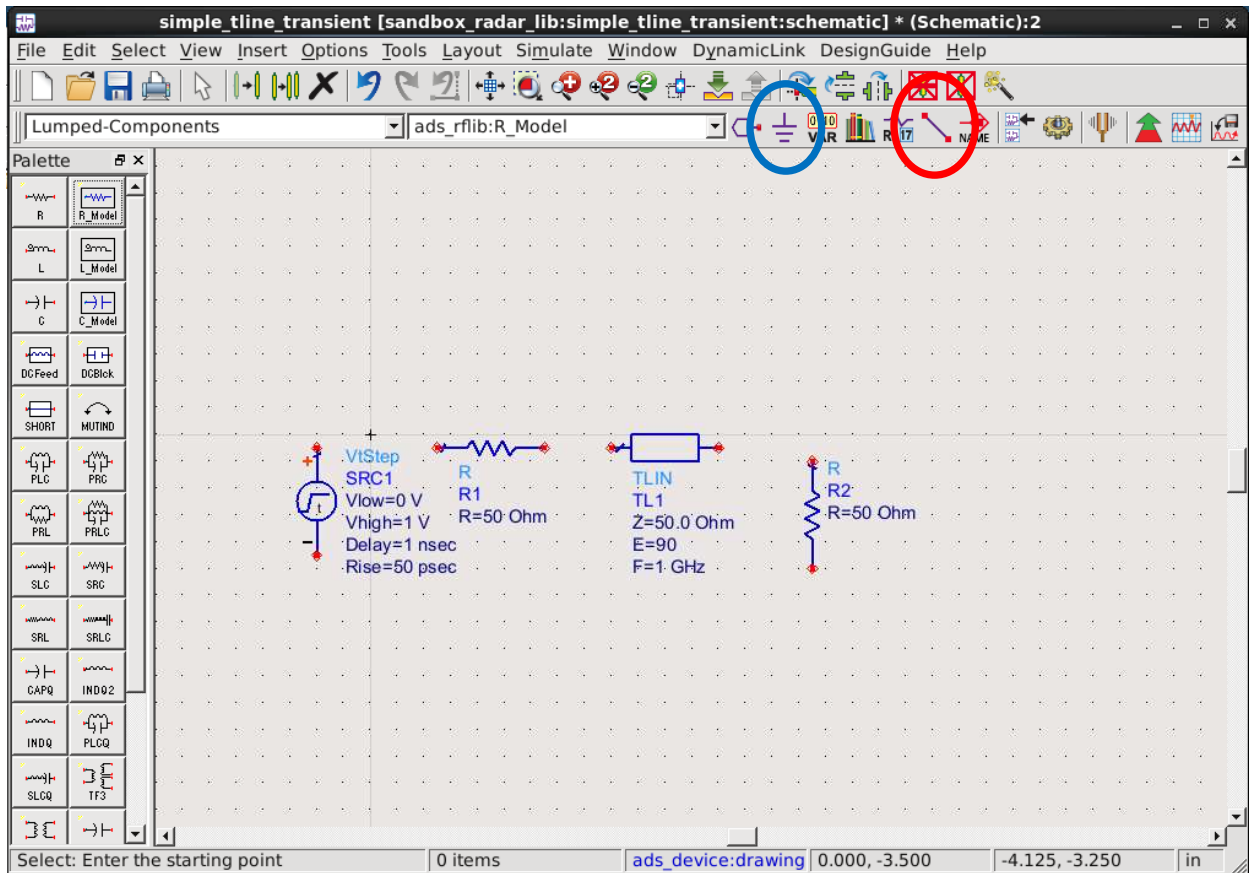 simple_tline_transient [sandbox_radar_lib:simple_tline_transient:schematic] * (Schematic):2
File Edit Select View Insert Options Tools Layout Simulate Window DynamicLink DesignGuide Help
Lumped-Components ads_rflib:R_Model VAR NAME
Palette
R R_Model
L L_Model
C C_Model
DCFeed DCBlck
SHORT MUTIND
PLC PRC
PRL PRLC
SLC SRC
SRL SRLC
CAPQ INDQ2
INDQ PLCQ
SLCQ TF3
VtStep
SRC1
Vlow=0 V
Vhigh=1 V
Delay=1 nsec
Rise=50 psec
R
R1
R=50 Ohm
TLIN
TL1
Z=50.0 Ohm
E=90
F=1 GHz
R
R2
R=50 Ohm
Select: Enter the starting point 0 items ads_device:drawing 0.000, -3.500 -4.125, -3.250 in